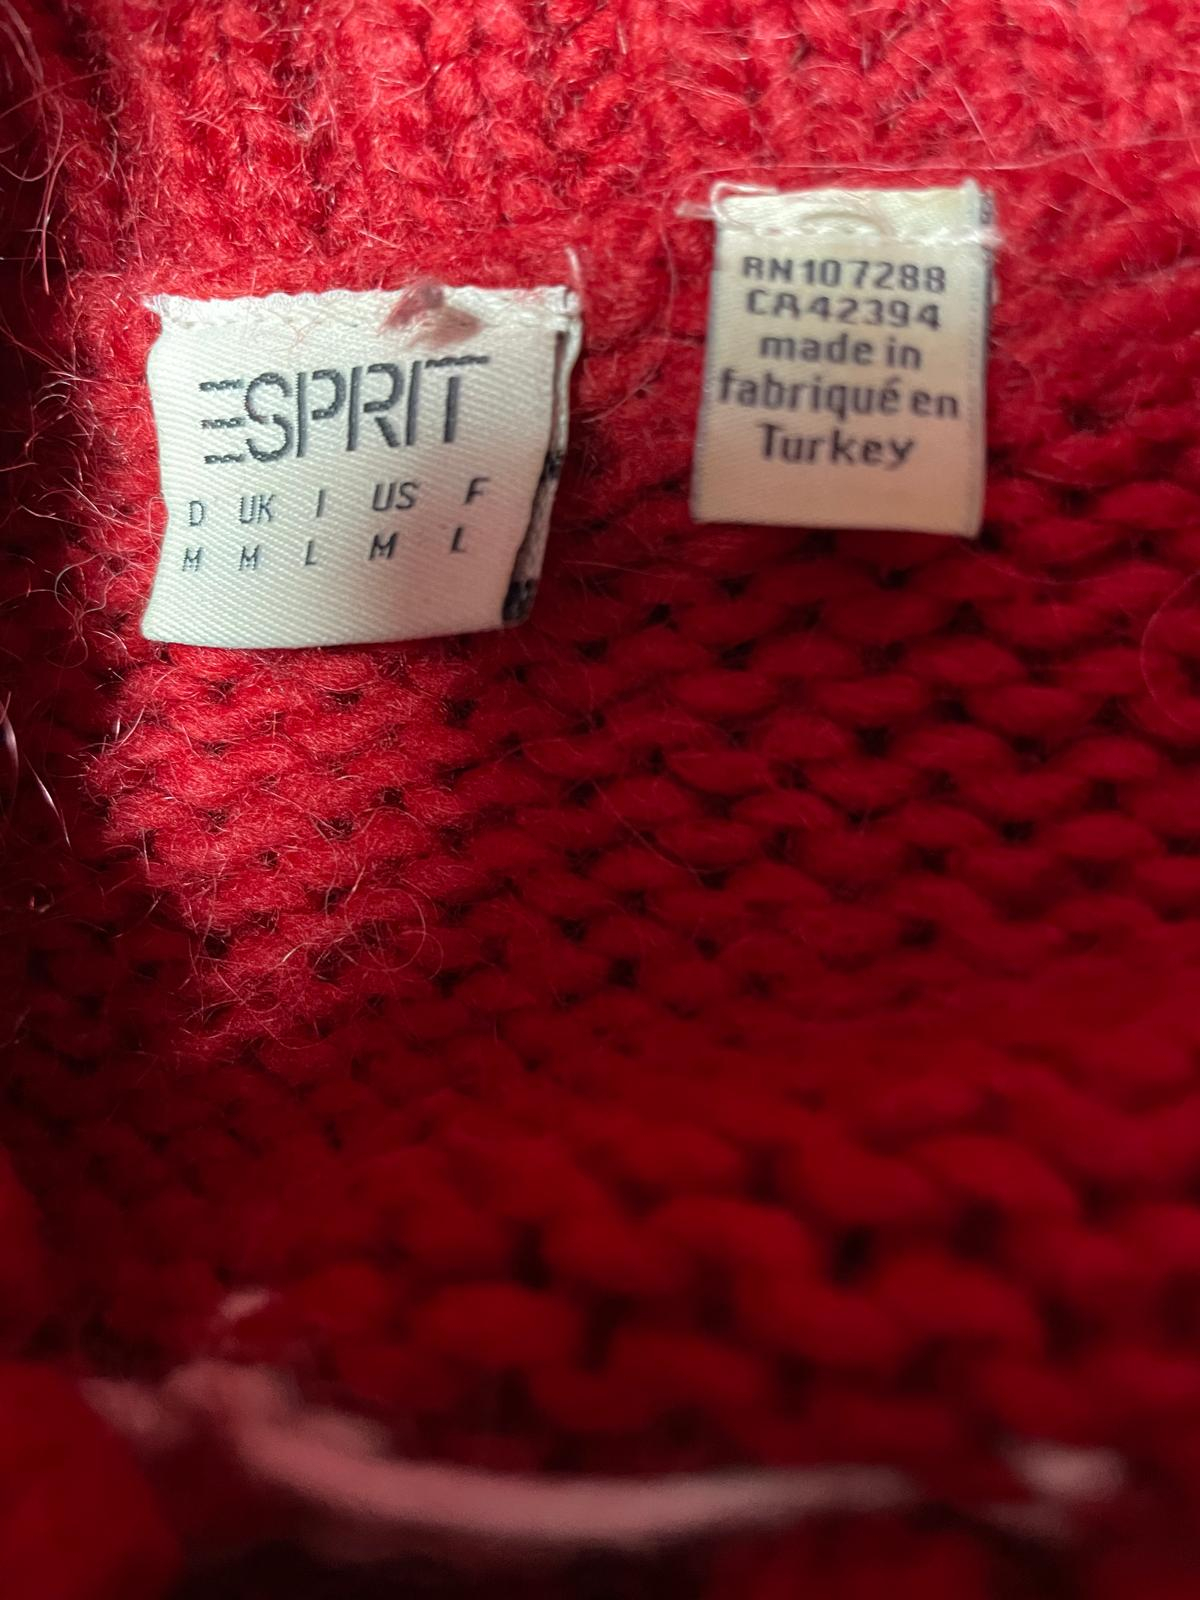 ESPRIT
D UK I US F
M M L M L
RN107288
CA42394
made in
fabriqué en
Turkey